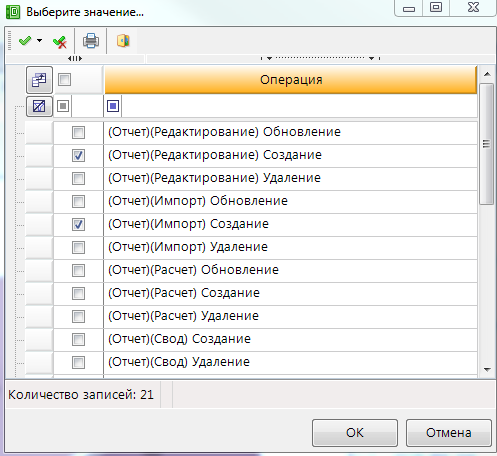 Выберите значение...
Операция
(Отчет)(Редактирование) Обновление
(Отчет)(Редактирование) Создание
(Отчет)(Редактирование) Удаление
(Отчет)(Импорт) Обновление
(Отчет)(Импорт) Создание
(Отчет)(Импорт) Удаление
(Отчет)(Расчет) Обновление
(Отчет)(Расчет) Создание
(Отчет)(Расчет) Удаление
(Отчет)(Свод) Создание
(Отчет)(Свод) Удаление
Количество записей: 21
OK Отмена